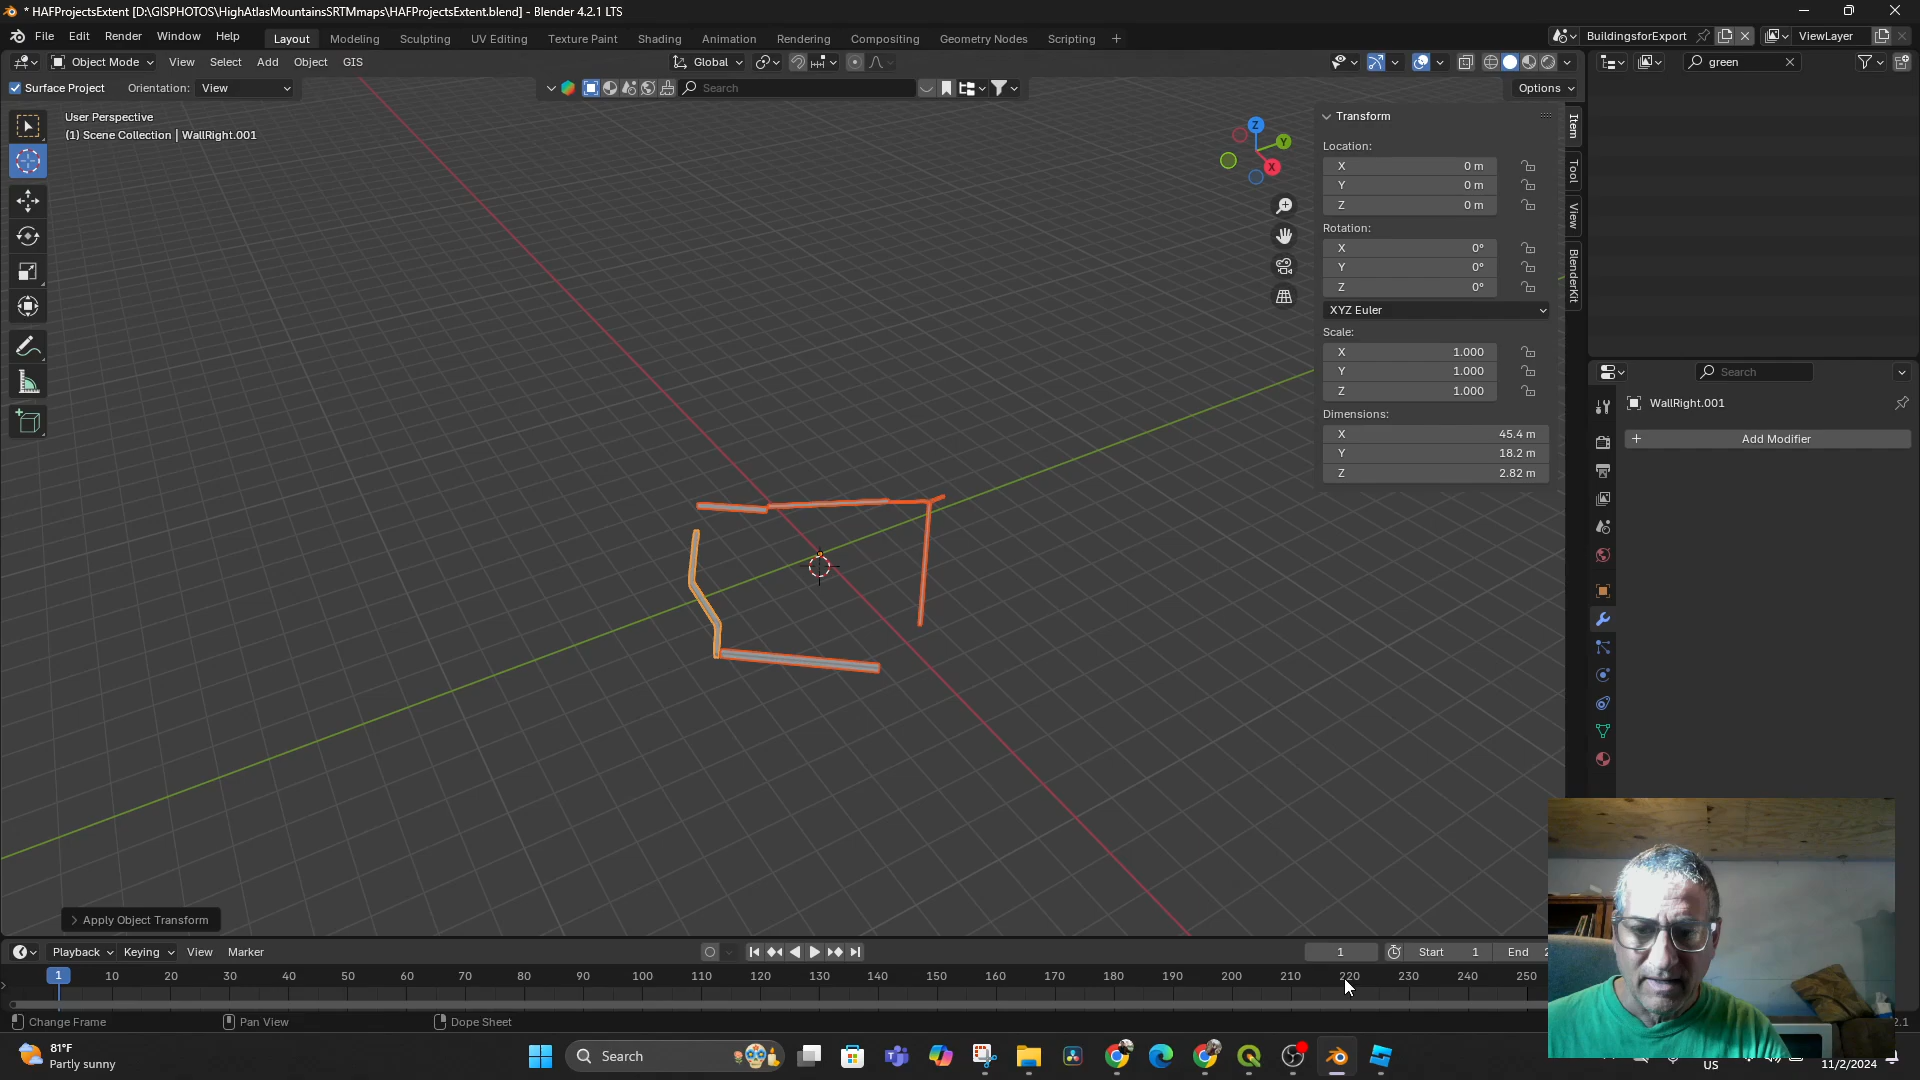 * HAFProjectsExtent [D:\GISPHOTOS\HighAtlasMountainsSRTMmaps\HAFProjectsExtent.blend] - Blender 4.2.1 LTS
File Edit Render Window Help Layout Modeling Sculpting UV Editing Texture Paint Shading Animation Rendering Compositing Geometry Nodes Scripting + BuildingsforExport ViewLayer
Object Mode View Select Add Object GIS Global green
Surface Project Orientation: View Search Options
User Perspective
(1) Scene Collection | WallRight.001
Z
Y
X
Transform
Location:
X 0 m
Y 0 m
Z 0 m
Rotation:
X 0°
Y 0°
Z 0°
XYZ Euler
Scale:
X 1.000
Y 1.000
Z 1.000
Dimensions:
X 45.4 m
Y 18.2 m
Z 2.82 m
Item
Tool
View
BlenderKit
Search
WallRight.001
+ Add Modifier
> Apply Object Transform
Playback Keying View Marker 1 Start 1 End 2
1 10 20 30 40 50 60 70 80 90 100 110 120 130 140 150 160 170 180 190 200 210 220 230 240 250
Change Frame Pan View Dope Sheet 2.1
81°F
Partly sunny
Search
US
11/2/2024